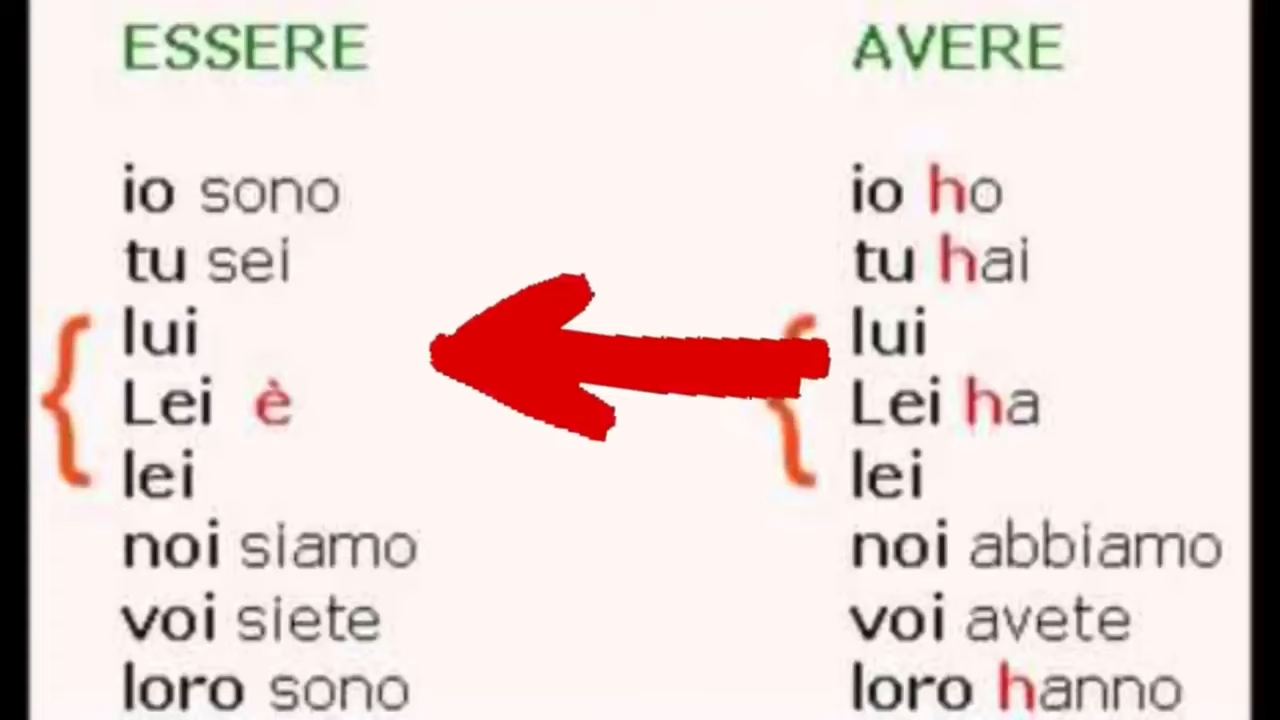 ESSERE
io sono
tu sei
lui
Lei è
lei
noi siamo
voi siete
loro sono
AVERE
io ho
tu hai
lui
Lei ha
lei
noi abbiamo
voi avete
loro hanno